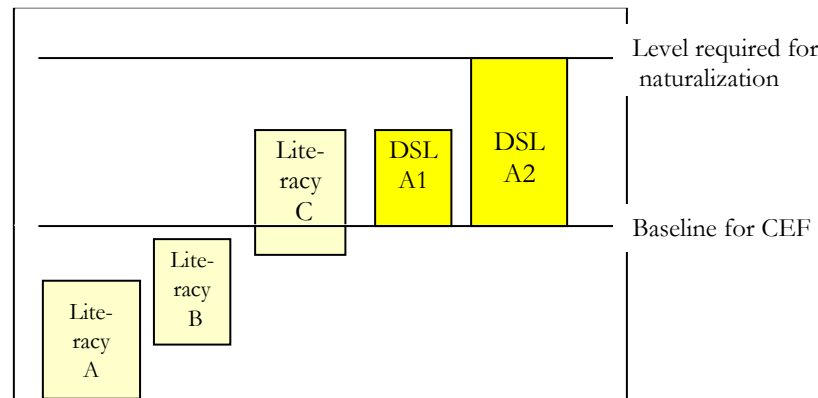 Level required for
naturalization
Lite-
racy
C
DSL
A1
DSL
A2
Baseline for CEF
Lite-
racy
B
Lite-
racy
A